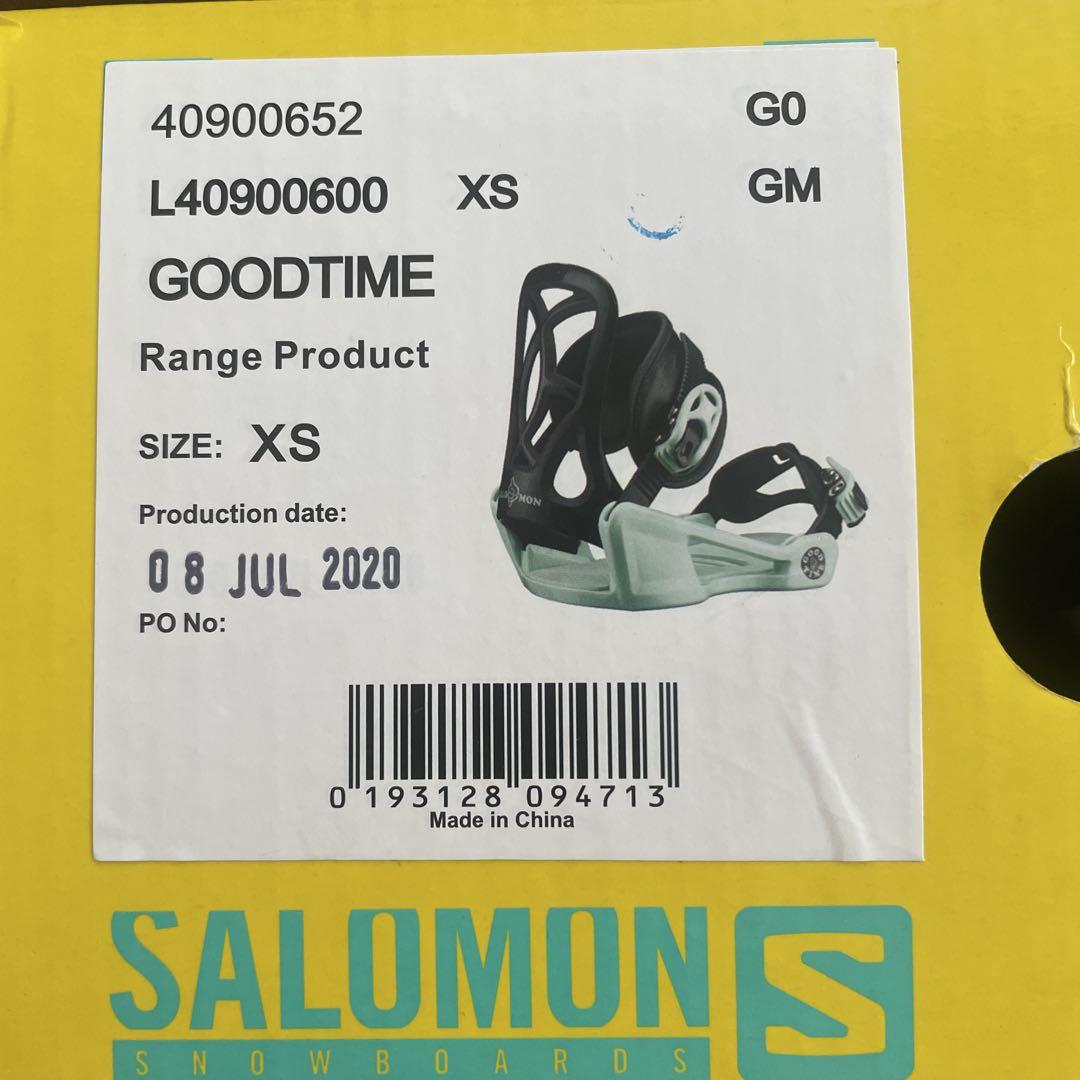 40900652 G0
L40900600 XS GM
GOODTIME
Range Product
SIZE: XS
Production date:
08 JUL 2020
PO No:
0 193128 094713
Made in China
SALOMON
SNOWBOARDS